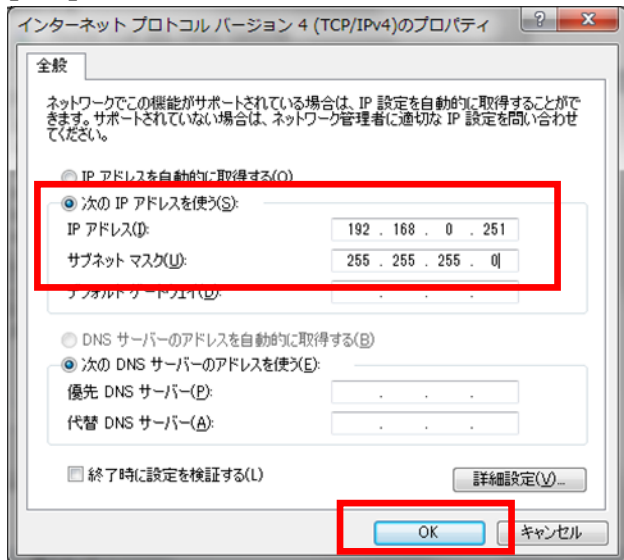 インターネット プロトコル バージョン 4 (TCP/IPv4)のプロパティ
全般
ネットワークでこの機能がサポートされている場合は、IP 設定を自動的に取得することがで
きます。サポートされていない場合は、ネットワーク管理者に適切な IP 設定を問い合わせ
てください。
IP アドレスを自動的に取得する(O)
次の IP アドレスを使う(S):
IP アドレス(I): 192 . 168 . 0 . 251
サブネット マスク(U): 255 . 255 . 255 . 0
デフォルト ゲートウェイ(D): . . .
DNS サーバーのアドレスを自動的に取得する(B)
次の DNS サーバーのアドレスを使う(E):
優先 DNS サーバー(P): . . .
代替 DNS サーバー(A): . . .
終了時に設定を検証する(L)
詳細設定(V)...
OK キャンセル